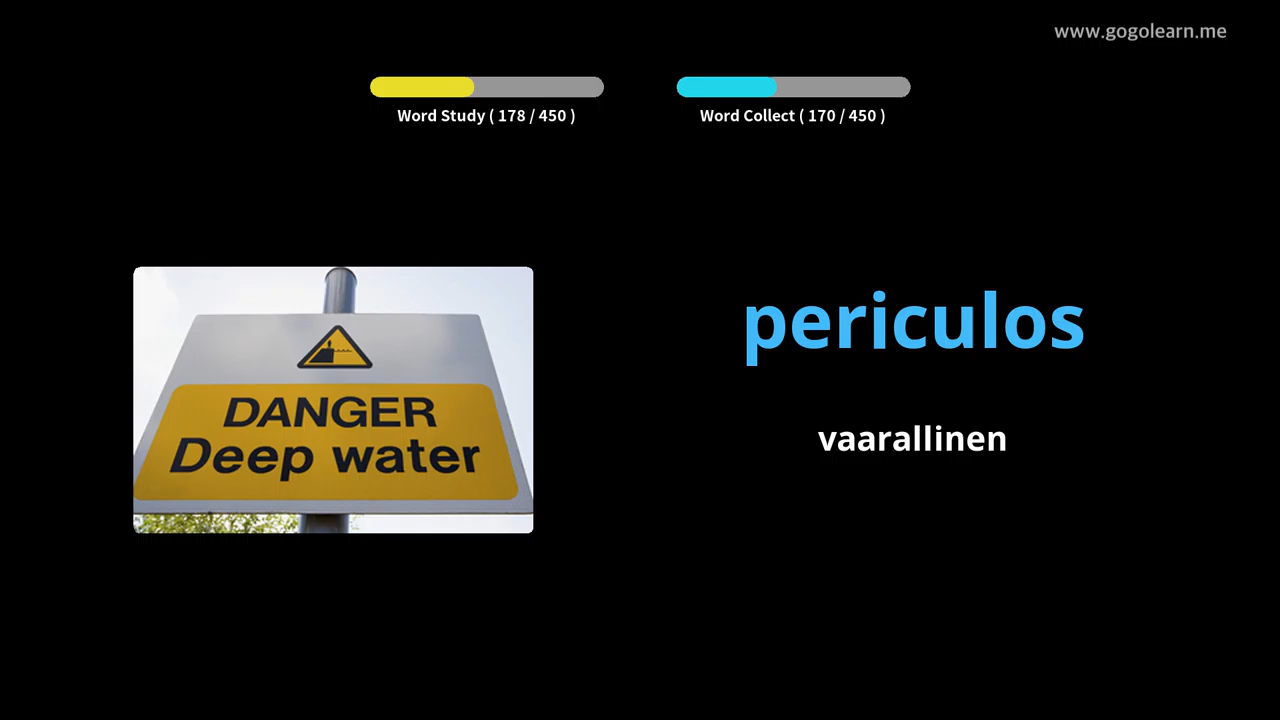 www.gogolearn.me
Word Study ( 178 / 450 )
Word Collect ( 170 / 450 )
DANGER
Deep water
periculos
vaarallinen